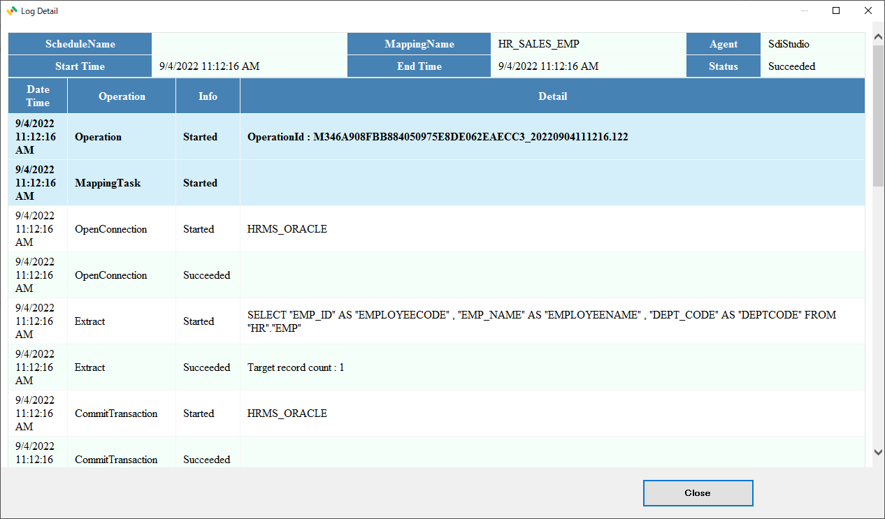 Log Detail
ScheduleName MappingName HR_SALES_EMP Agent SdiStudio
Start Time 9/4/2022 11:12:16 AM End Time 9/4/2022 11:12:16 AM Status Succeeded
Date Time Operation Info Detail
9/4/2022 11:12:16 AM Operation Started OperationId : M346A908FBB884050975E8DE062EAECC3_20220904111216.122
9/4/2022 11:12:16 AM MappingTask Started
9/4/2022 11:12:16 AM OpenConnection Started HRMS_ORACLE
9/4/2022 11:12:16 AM OpenConnection Succeeded
9/4/2022 11:12:16 AM Extract Started SELECT "EMP_ID" AS "EMPLOYEECODE" , "EMP_NAME" AS "EMPLOYEENAME" , "DEPT_CODE" AS "DEPTCODE" FROM
"HR"."EMP"
9/4/2022 11:12:16 AM Extract Succeeded Target record count : 1
9/4/2022 11:12:16 AM CommitTransaction Started HRMS_ORACLE
9/4/2022 11:12:16 CommitTransaction Succeeded
Close